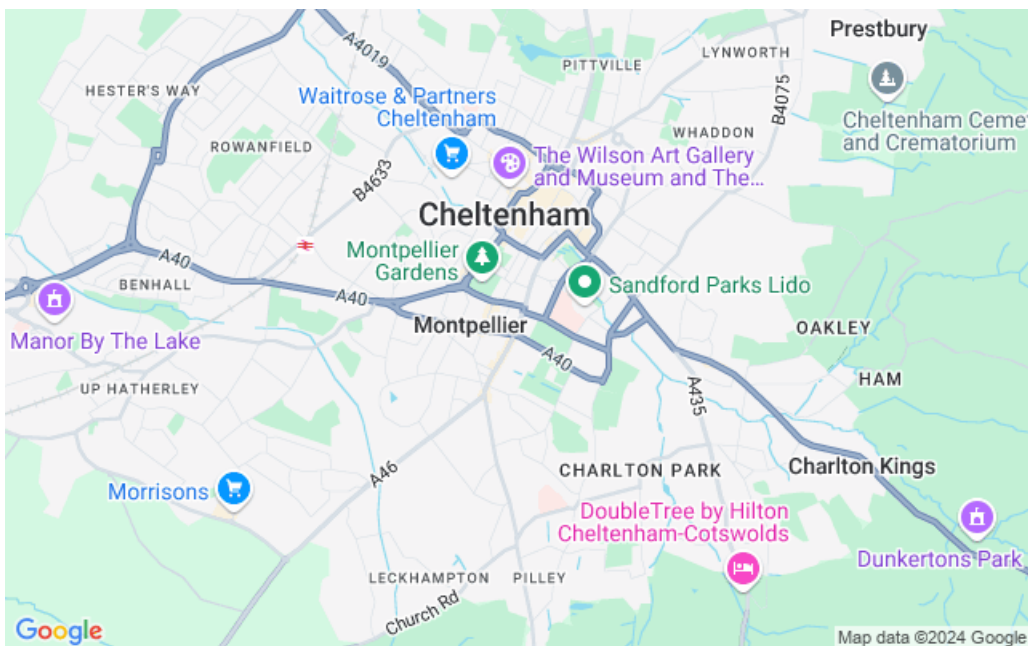 Prestbury
A4019
LYNWORTH
PITTVILLE
B4075
HESTER'S WAY
Waitrose & Partners
Cheltenham
Cheltenham Ceme
and Crematorium
WHADDON
ROWANFIELD
B4633
The Wilson Art Gallery
and Museum and The...
Cheltenham
Montpellier
Gardens
A40
BENHALL
Sandford Parks Lido
A40
Montpellier
OAKLEY
Manor By The Lake
A40
HAM
UP HATHERLEY
A435
A46
CHARLTON PARK
Charlton Kings
Morrisons
DoubleTree by Hilton
Cheltenham-Cotswolds
Dunkertons Park
LECKHAMPTON
PILLEY
Church Rd
Google
Map data ©2024 Google